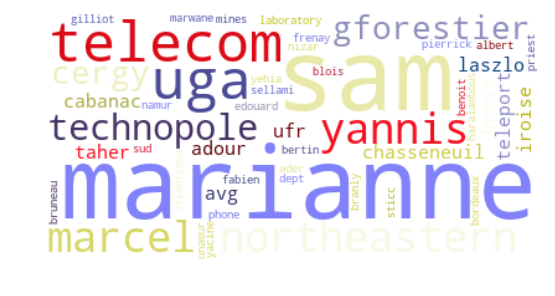 gilliot marwane mines laboratory
gforestier
telecom sam
frenay
nizar
pierrick albert
priest
cergy uga yehia blois laszlo
sellami
cabanac namur edouard
benoit
haralambous
teleport
iroise
technopole ufr yannis
taher sud adour bertin chasseneuil
atlantique
marianne
ader
fabien dept
branly
sticc
bordeaux
bruneau
avg
phone
marcel unamur yacine northeastern